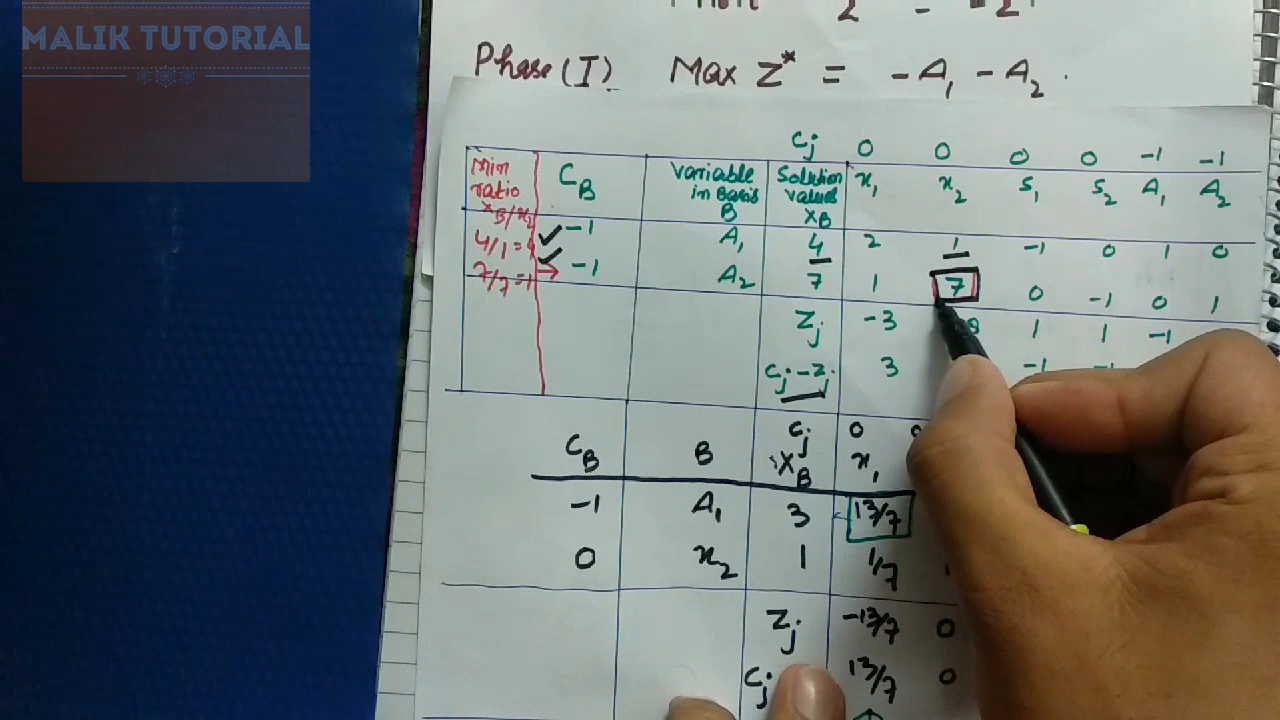 MALIK TUTORIAL
Phase (I). Max Z* = -A₁ - A₂.
Cj 0 0 0 0 -1 -1
Min ratio XB/x₂ CB Variable in Basis B Solution values XB x₁ x₂ S₁ S₂ A₁ A₂
4/1 = -1 A₁ 4 2 1 -1 0 1 0
7/7 = 1 → -1 A₂ 7 1 7 0 -1 0 1
Zj -3 1 1 -1
Cj - Zj 3 -1 -1
Cj 0 0
CB B XB x₁
-1 A₁ 3 13/7
0 x₂ 1 1/7 1
Zj -13/7 0
Cj 13/7 0